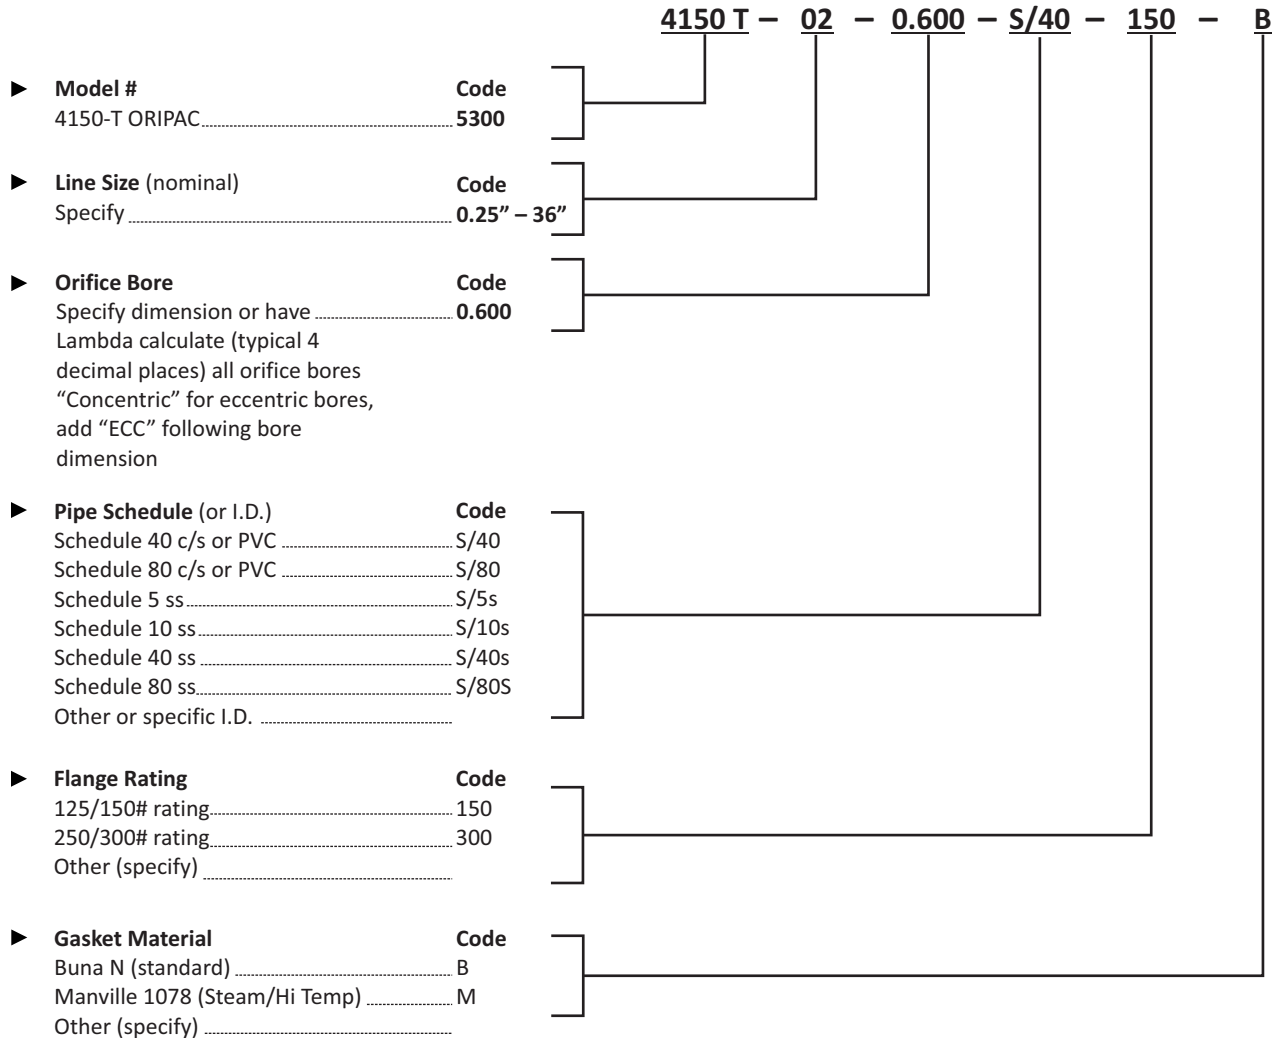 4150 T – 02 – 0.600 – S/40 – 150 – B
► Model # Code
4150-T ORIPAC 5300
► Line Size (nominal) Code
Specify 0.25” – 36”
► Orifice Bore Code
Specify dimension or have 0.600
Lambda calculate (typical 4
decimal places) all orifice bores
“Concentric” for eccentric bores,
add “ECC” following bore
dimension
► Pipe Schedule (or I.D.) Code
Schedule 40 c/s or PVC S/40
Schedule 80 c/s or PVC S/80
Schedule 5 ss S/5s
Schedule 10 ss S/10s
Schedule 40 ss S/40s
Schedule 80 ss S/80S
Other or specific I.D.
► Flange Rating Code
125/150# rating 150
250/300# rating 300
Other (specify)
► Gasket Material Code
Buna N (standard) B
Manville 1078 (Steam/Hi Temp) M
Other (specify)